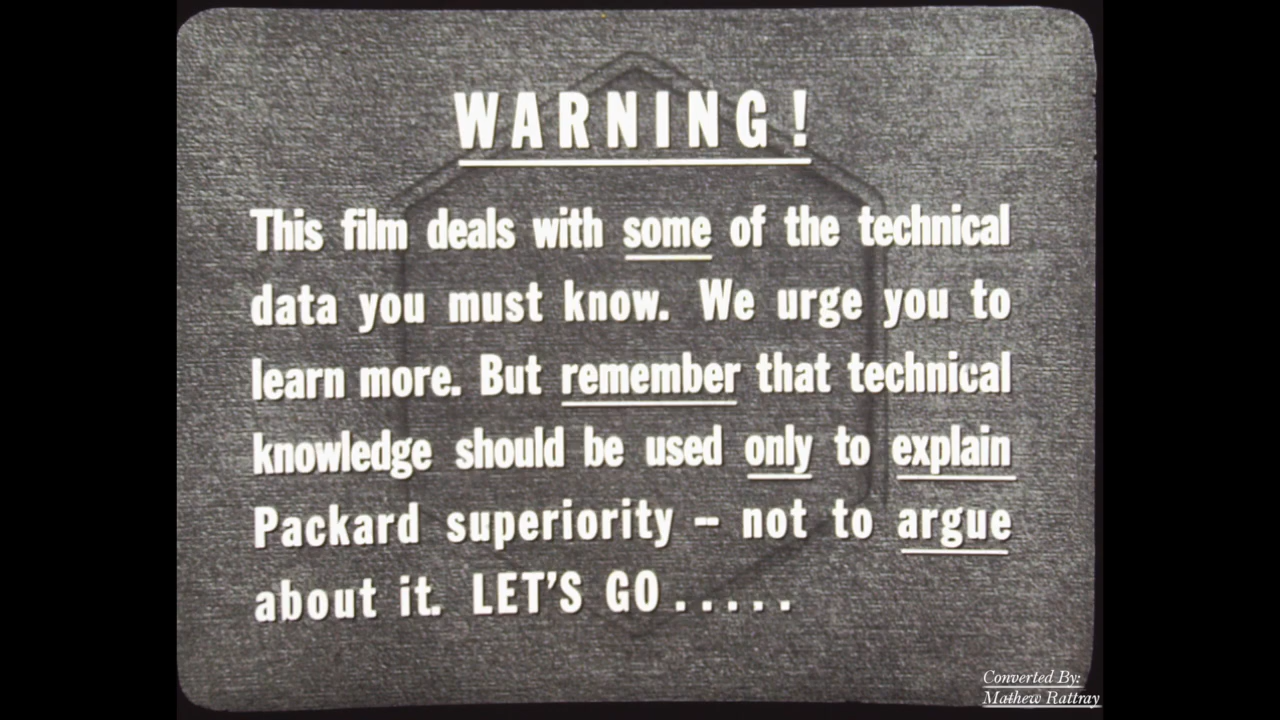 WARNING!
This film deals with some of the technical
data you must know. We urge you to
learn more. But remember that technical
knowledge should be used only to explain
Packard superiority -- not to argue
about it. LET'S GO.....
Converted By:
Mathew Rattray